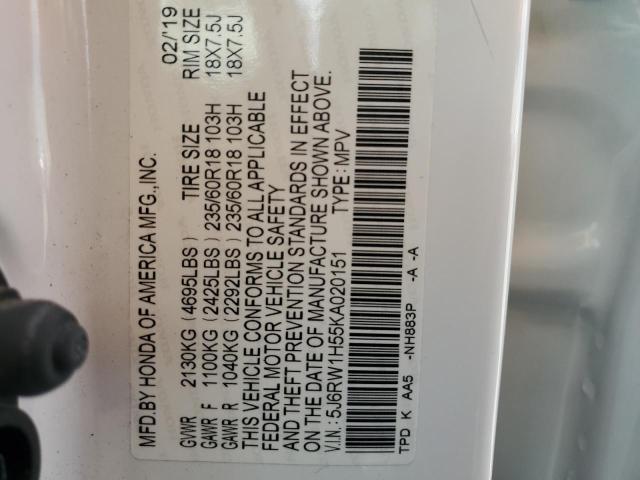 MFD.BY HONDA OF AMERICA MFG.,INC. 02/'19
GVWR 2130KG (4695LBS) TIRE SIZE RIM SIZE
GAWR F 1100KG (2425LBS) 235/60R18 103H 18X7.5J
GAWR R 1040KG (2292LBS) 235/60R18 103H 18X7.5J
THIS VEHICLE CONFORMS TO ALL APPLICABLE
FEDERAL MOTOR VEHICLE SAFETY
AND THEFT PREVENTION STANDARDS IN EFFECT
ON THE DATE OF MANUFACTURE SHOWN ABOVE.
V.I.N.: 5J6RW1H55KA020151 TYPE: MPV
TPD K AA5 -NH883P -A -A